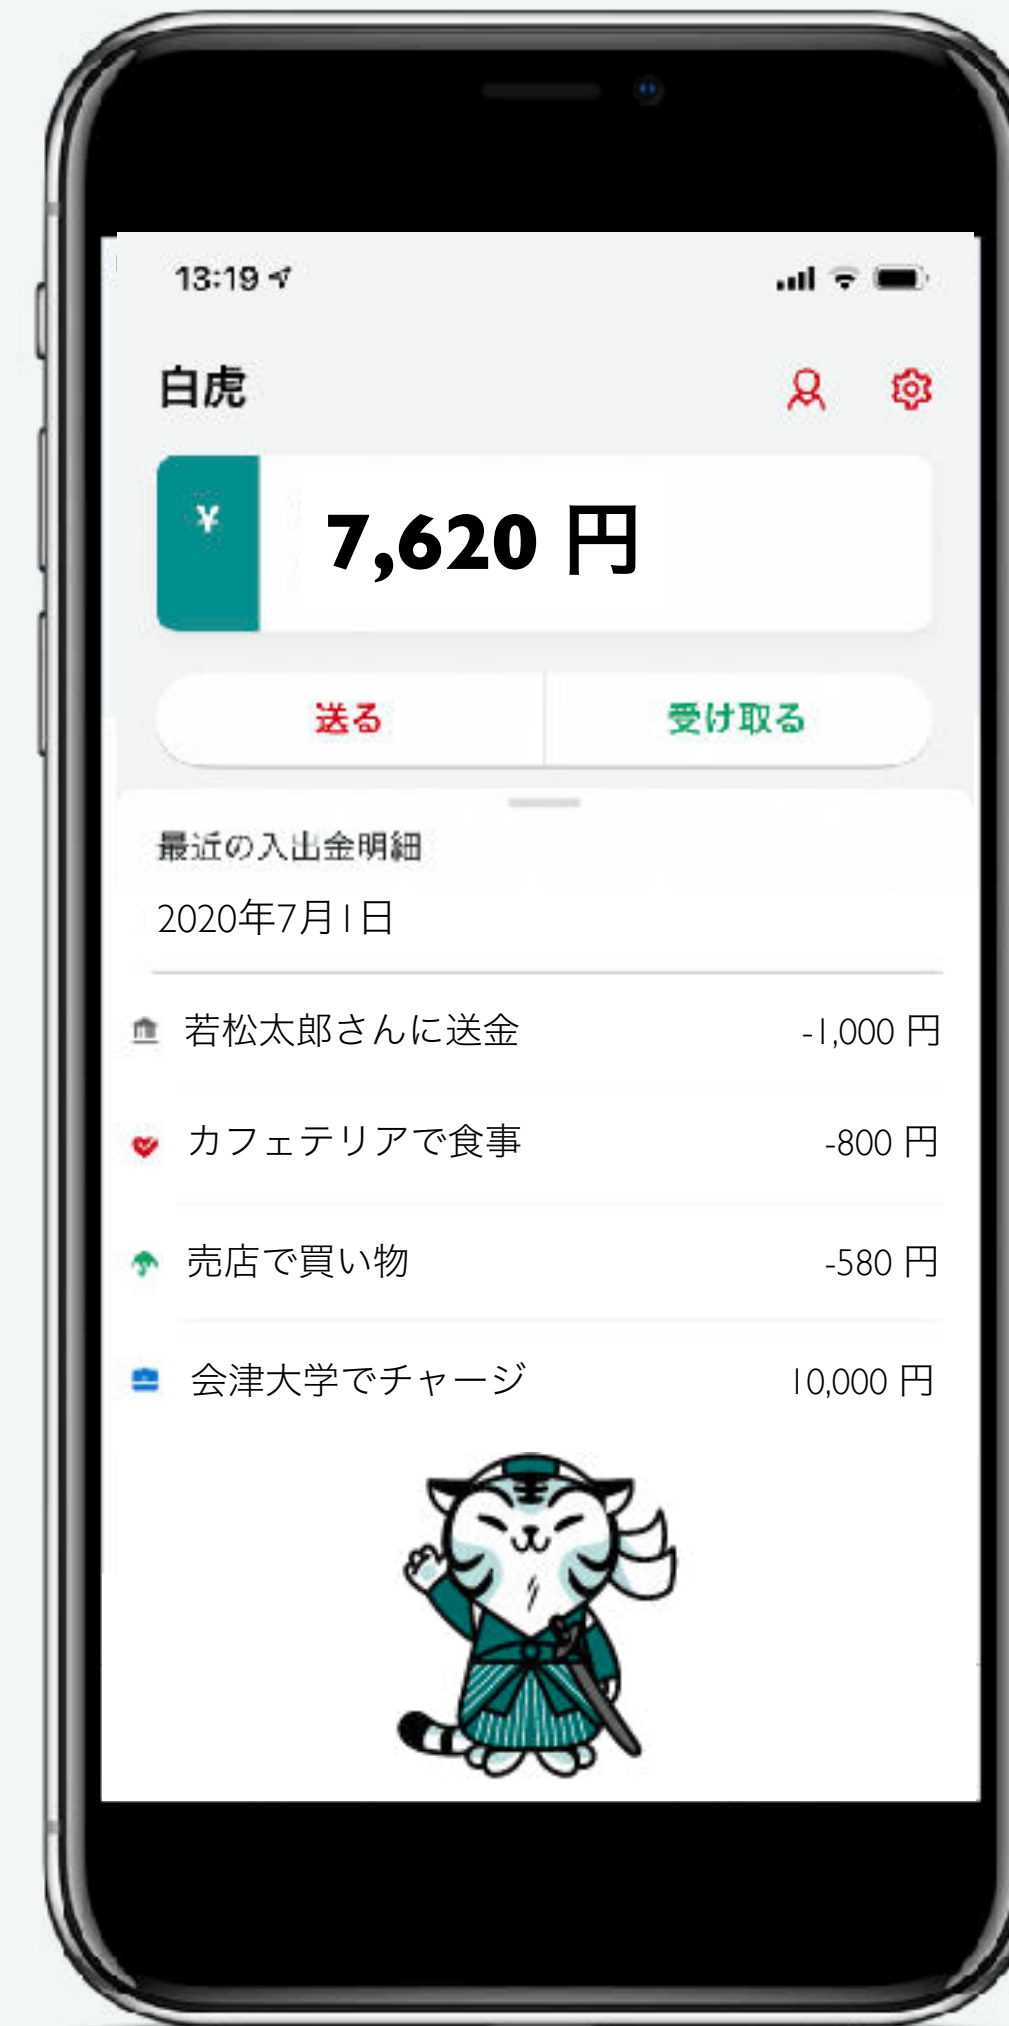 13:19
白虎
¥
7,620 円
送る 受け取る
最近の入出金明細
2020年7月1日
若松太郎さんに送金 -1,000 円
カフェテリアで食事 -800 円
売店で買い物 -580 円
会津大学でチャージ 10,000 円